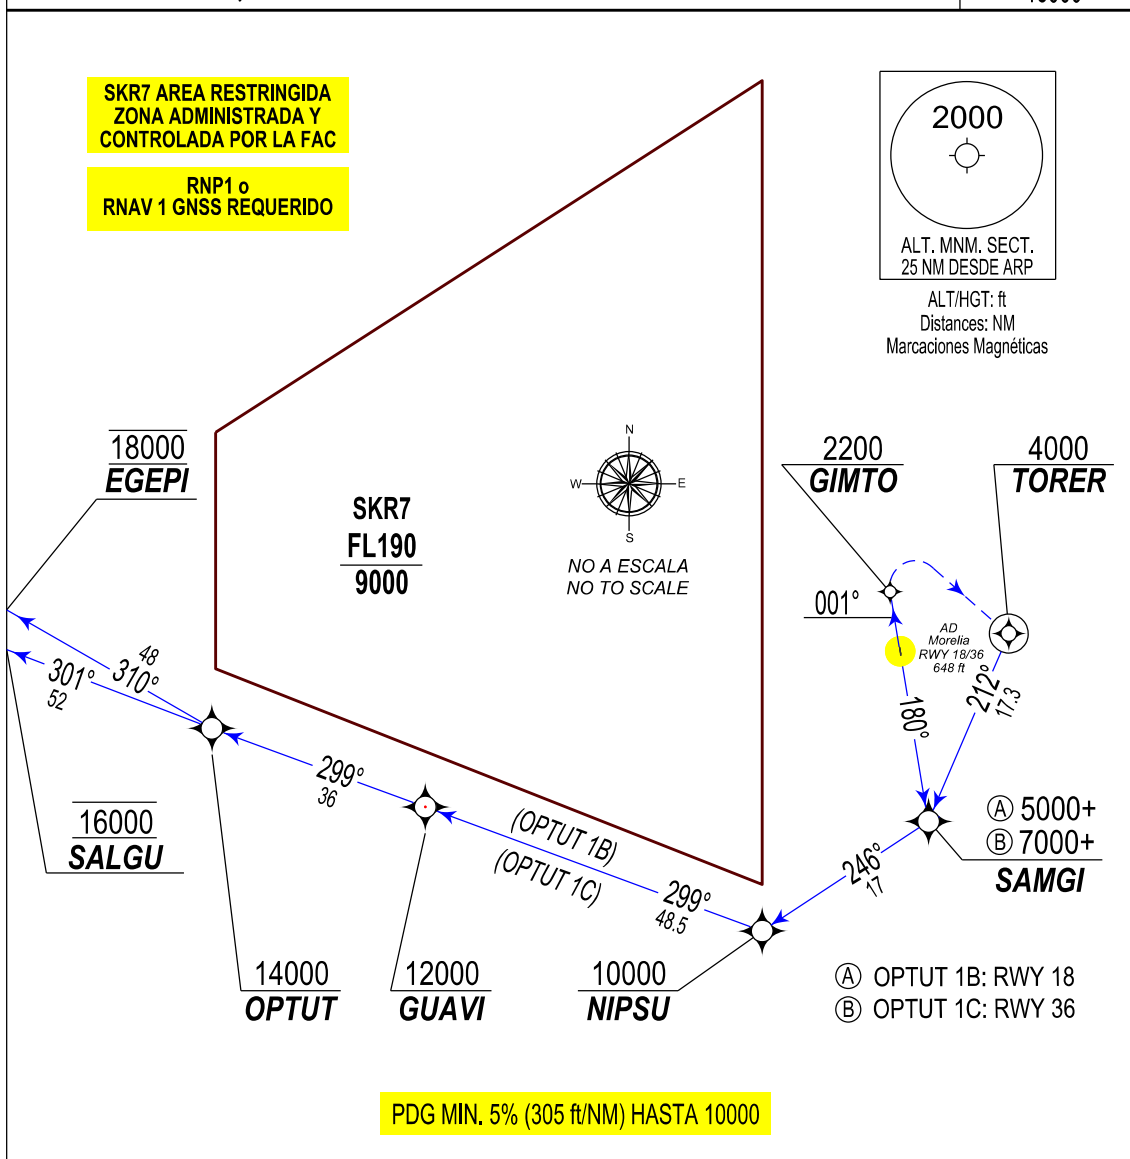 SKR7 AREA RESTRINGIDA
ZONA ADMINISTRADA Y
CONTROLADA POR LA FAC
RNP1 o
RNAV 1 GNSS REQUERIDO
2000
ALT. MNM. SECT.
25 NM DESDE ARP
ALT/HGT: ft
Distances: NM
Marcaciones Magnéticas
18000
EGEPI
SKR7
FL190
9000
N
W
E
S
NO A ESCALA
NO TO SCALE
2200
GIMTO
4000
TORER
001°
AD
Morelia
RWY 18/36
648 ft
48
310°
301°
52
180°
212°
17.3
299°
36
(OPTUT 1B)
(OPTUT 1C)
299°
48.5
246°
17
A 5000+
B 7000+
SAMGI
16000
SALGU
14000
OPTUT
12000
GUAVI
10000
NIPSU
A OPTUT 1B: RWY 18
B OPTUT 1C: RWY 36
PDG MIN. 5% (305 ft/NM) HASTA 10000